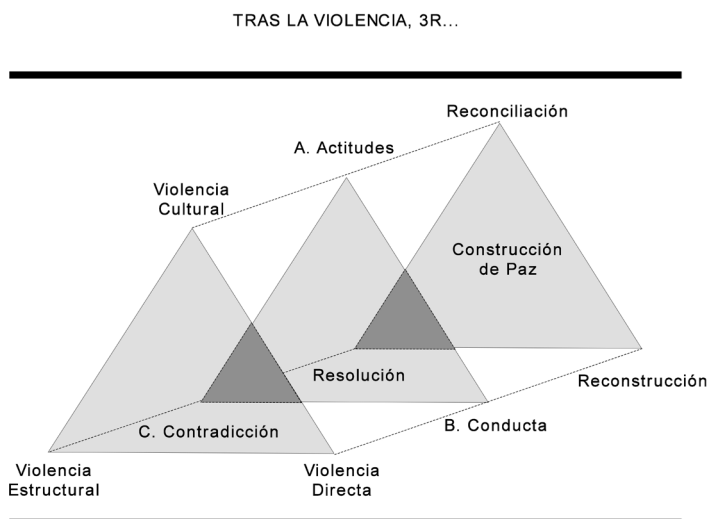 TRAS LA VIOLENCIA, 3R...
Reconciliación
A. Actitudes
Violencia
Cultural
Construcción
de Paz
Resolución
Reconstrucción
C. Contradicción
B. Conducta
Violencia
Estructural
Violencia
Directa